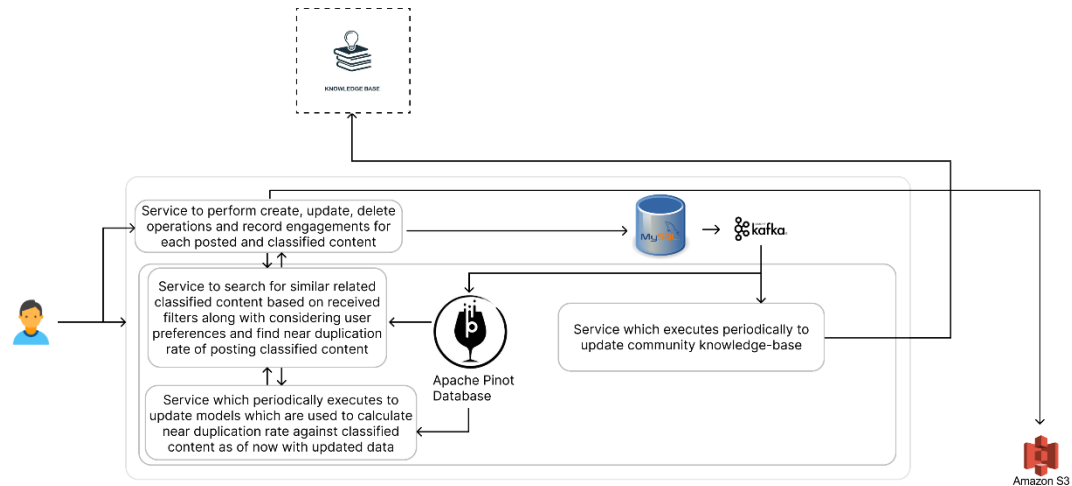 KNOWLEDGE BASE
Service to perform create, update, delete
operations and record engagements for
each posted and classified content
MySQL
kafka
Service to search for similar related
classified content based on received
filters along with considering user
preferences and find near duplication
rate of posting classified content
Service which executes periodically to
update community knowledge-base
Apache Pinot
Database
Service which periodically executes to
update models which are used to calculate
near duplication rate against classified
content as of now with updated data
Amazon S3